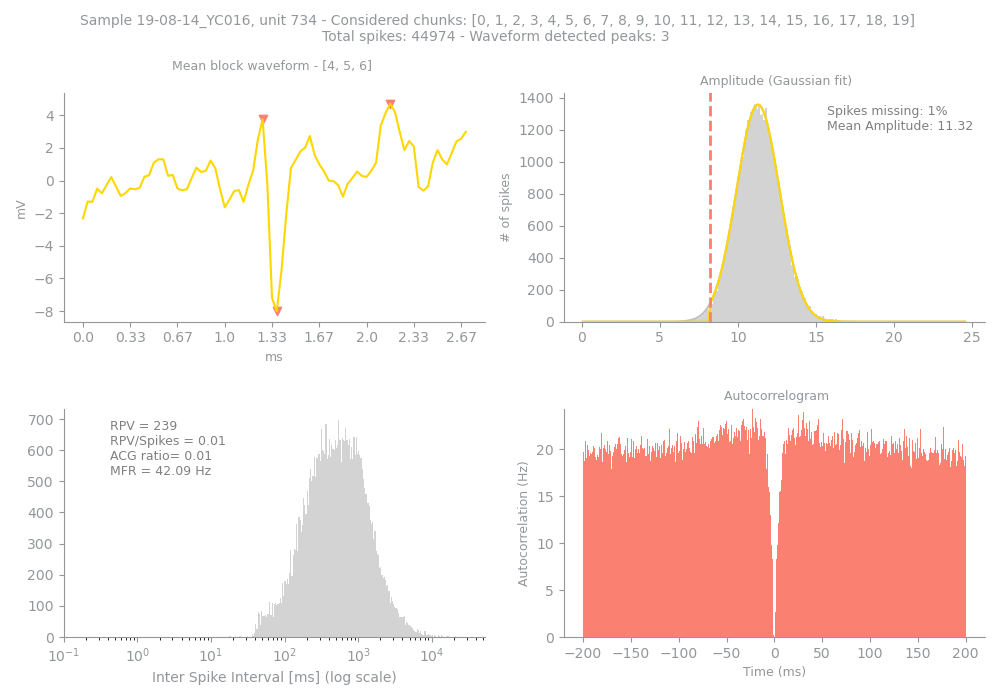 Sample 19-08-14_YC016, unit 734 - Considered chunks: [0, 1, 2, 3, 4, 5, 6, 7, 8, 9, 10, 11, 12, 13, 14, 15, 16, 17, 18, 19]
Total spikes: 44974 - Waveform detected peaks: 3
Mean block waveform - [4, 5, 6]
4
2
0
−2
−4
−6
−8
mV
0.0 0.33 0.67 1.0 1.33 1.67 2.0 2.33 2.67
ms
Amplitude (Gaussian fit)
Spikes missing: 1%
Mean Amplitude: 11.32
1400
1200
1000
800
600
400
200
0
# of spikes
0 5 10 15 20 25
RPV = 239
RPV/Spikes = 0.01
ACG ratio= 0.01
MFR = 42.09 Hz
700
600
500
400
300
200
100
0
10⁻¹ 10⁰ 10¹ 10² 10³ 10⁴
Inter Spike Interval [ms] (log scale)
Autocorrelogram
20
15
10
5
0
Autocorrelation (Hz)
−200 −150 −100 −50 0 50 100 150 200
Time (ms)